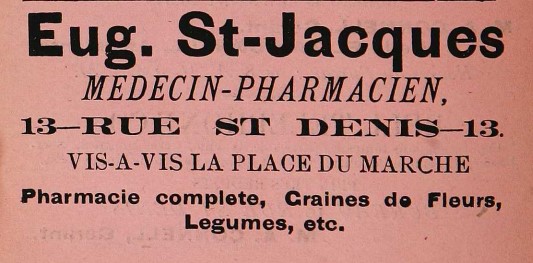 Eug. St-Jacques
MEDECIN-PHARMACIEN,
13—RUE ST DENIS—13.
VIS-A-VIS LA PLACE DU MARCHE
Pharmacie complete, Graines de Fleurs,
Legumes, etc.